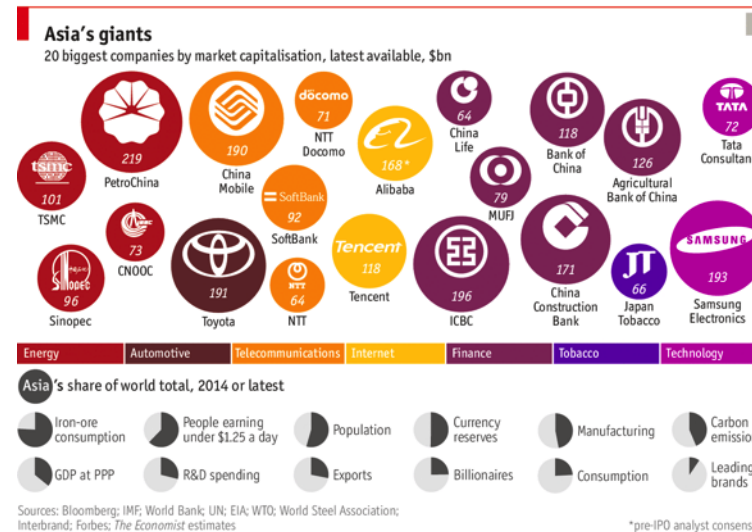 Asia's giants
20 biggest companies by market capitalisation, latest available, $bn
219
PetroChina
190
China
Mobile
döcomo
71
NTT
Docomo
168*
Alibaba
64
China
Life
118
Bank of
China
126
Agricultural
Bank of China
TATA
72
Tata
Consultan
tsmc
101
TSMC
73
CNOOC
SoftBank
92
SoftBank
79
MUFJ
SINOPEC
96
Sinopec
191
Toyota
NTT
64
NTT
Tencent
118
Tencent
196
ICBC
171
China
Construction
Bank
JT
66
Japan
Tobacco
SAMSUNG
193
Samsung
Electronics
Energy Automotive Telecommunications Internet Finance Tobacco Technology
Asia's share of world total, 2014 or latest
Iron-ore
consumption
People earning
under $1.25 a day
Population
Currency
reserves
Manufacturing
Carbon
emissio
GDP at PPP
R&D spending
Exports
Billionaires
Consumption
Leading
brands
Sources: Bloomberg; IMF; World Bank; UN; EIA; WTO; World Steel Association;
Interbrand; Forbes; The Economist estimates
*pre-IPO analyst consens